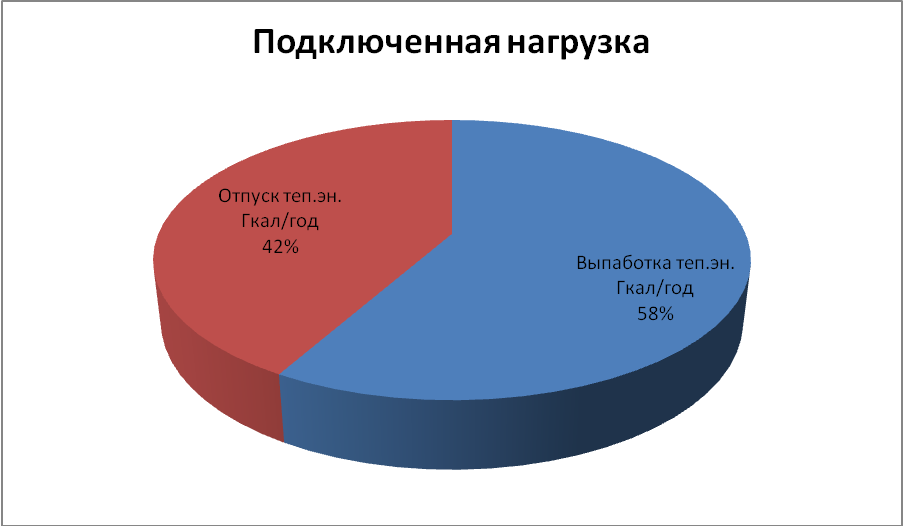 Подключенная нагрузка
Отпуск теп.эн.
Гкал/год
42%
Выпаботка теп.эн.
Гкал/год
58%